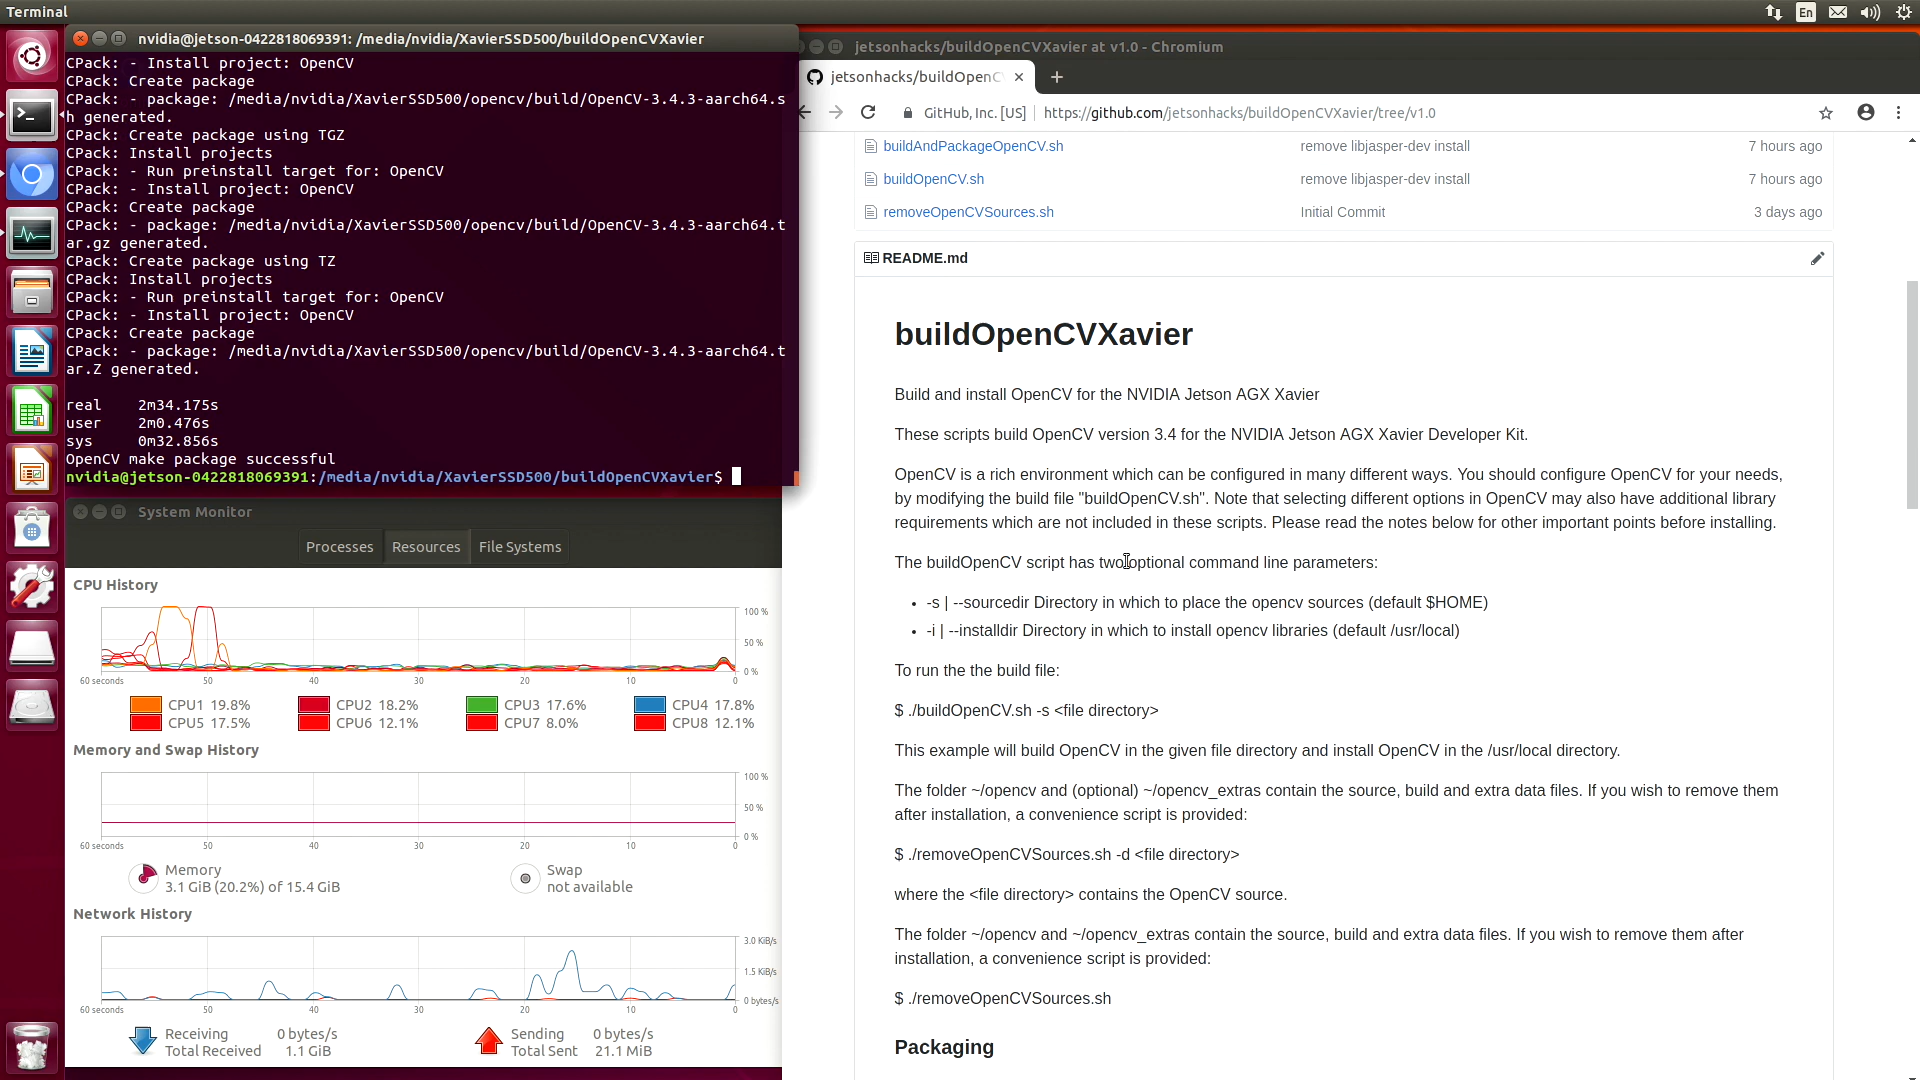 Terminal
En
nvidia@jetson-0422818069391: /media/nvidia/XavierSSD500/buildOpenCVXavier
CPack: - Install project: OpenCV
CPack: Create package
CPack: - package: /media/nvidia/XavierSSD500/opencv/build/OpenCV-3.4.3-aarch64.s
h generated.
CPack: Create package using TGZ
CPack: Install projects
CPack: - Run preinstall target for: OpenCV
CPack: - Install project: OpenCV
CPack: Create package
CPack: - package: /media/nvidia/XavierSSD500/opencv/build/OpenCV-3.4.3-aarch64.t
ar.gz generated.
CPack: Create package using TZ
CPack: Install projects
CPack: - Run preinstall target for: OpenCV
CPack: - Install project: OpenCV
CPack: Create package
CPack: - package: /media/nvidia/XavierSSD500/opencv/build/OpenCV-3.4.3-aarch64.t
ar.Z generated.
real 2m34.175s
user 2m0.476s
sys 0m32.856s
OpenCV make package successful
nvidia@jetson-0422818069391:/media/nvidia/XavierSSD500/buildOpenCVXavier$
System Monitor
Processes Resources File Systems
CPU History
100 %
50 %
0 %
60 seconds 50 40 30 20 10 0
CPU1 19.8% CPU2 18.2% CPU3 17.6% CPU4 17.8%
CPU5 17.5% CPU6 12.1% CPU7 8.0% CPU8 12.1%
Memory and Swap History
100 %
50 %
0 %
60 seconds 50 40 30 20 10 0
Memory
3.1 GiB (20.2%) of 15.4 GiB
Swap
not available
Network History
3.0 KiB/s
1.5 KiB/s
0 bytes/s
60 seconds 50 40 30 20 10 0
Receiving 0 bytes/s
Total Received 1.1 GiB
Sending 0 bytes/s
Total Sent 21.1 MiB
jetsonhacks/buildOpenCVXavier at v1.0 - Chromium
jetsonhacks/buildOpenC
GitHub, Inc. [US] https://github.com/jetsonhacks/buildOpenCVXavier/tree/v1.0
buildAndPackageOpenCV.sh remove libjasper-dev install 7 hours ago
buildOpenCV.sh remove libjasper-dev install 7 hours ago
removeOpenCVSources.sh Initial Commit 3 days ago
README.md
buildOpenCVXavier
Build and install OpenCV for the NVIDIA Jetson AGX Xavier
These scripts build OpenCV version 3.4 for the NVIDIA Jetson AGX Xavier Developer Kit.
OpenCV is a rich environment which can be configured in many different ways. You should configure OpenCV for your needs,
by modifying the build file "buildOpenCV.sh". Note that selecting different options in OpenCV may also have additional library
requirements which are not included in these scripts. Please read the notes below for other important points before installing.
The buildOpenCV script has two optional command line parameters:
• -s | --sourcedir Directory in which to place the opencv sources (default $HOME)
• -i | --installdir Directory in which to install opencv libraries (default /usr/local)
To run the the build file:
$ ./buildOpenCV.sh -s <file directory>
This example will build OpenCV in the given file directory and install OpenCV in the /usr/local directory.
The folder ~/opencv and (optional) ~/opencv_extras contain the source, build and extra data files. If you wish to remove them
after installation, a convenience script is provided:
$ ./removeOpenCVSources.sh -d <file directory>
where the <file directory> contains the OpenCV source.
The folder ~/opencv and ~/opencv_extras contain the source, build and extra data files. If you wish to remove them after
installation, a convenience script is provided:
$ ./removeOpenCVSources.sh
Packaging